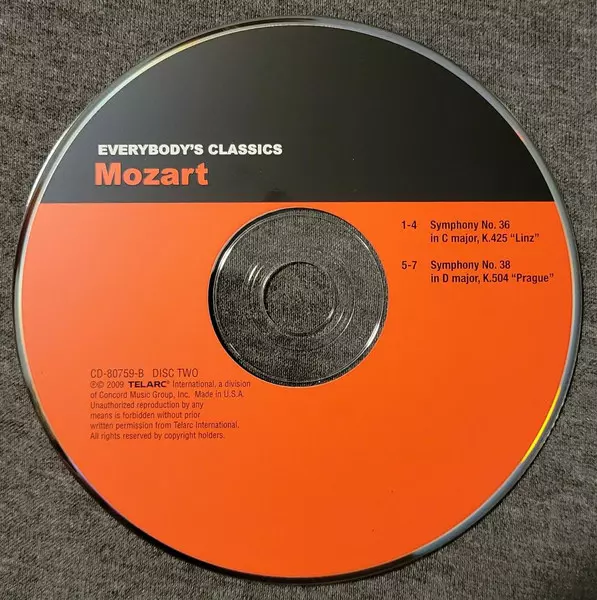 EVERYBODY'S CLASSICS
Mozart
1-4 Symphony No. 36
in C major, K.425 "Linz"
5-7 Symphony No. 38
in D major, K.504 "Prague"
CD-80759-B DISC TWO
℗© 2009 TELARC® International, a division
of Concord Music Group, Inc. Made in U.S.A.
Unauthorized reproduction by any
means is forbidden without prior
written permission from Telarc International.
All rights reserved by copyright holders.